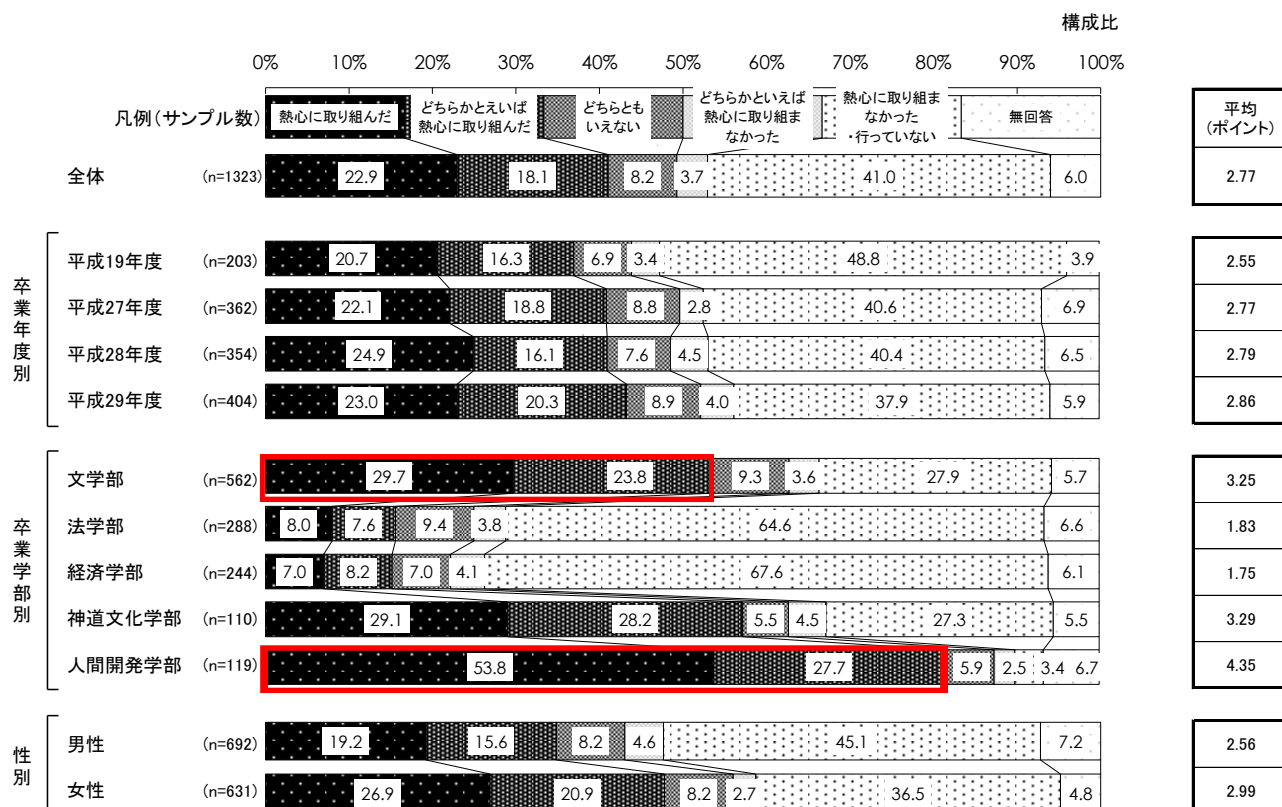 構成比
0% 10% 20% 30% 40% 50% 60% 70% 80% 90% 100%
凡例(サンプル数)
熱心に取り組んだ
どちらかとえいば
熱心に取り組んだ
どちらとも
いえない
どちらかといえば
熱心に取り組ま
なかった
熱心に取り組ま
なかった
・行っていない
無回答
平均
(ポイント)
全体 (n=1323) 22.9 18.1 8.2 3.7 41.0 6.0 2.77
卒業年度別
平成19年度 (n=203) 20.7 16.3 6.9 3.4 48.8 3.9 2.55
平成27年度 (n=362) 22.1 18.8 8.8 2.8 40.6 6.9 2.77
平成28年度 (n=354) 24.9 16.1 7.6 4.5 40.4 6.5 2.79
平成29年度 (n=404) 23.0 20.3 8.9 4.0 37.9 5.9 2.86
卒業学部別
文学部 (n=562) 29.7 23.8 9.3 3.6 27.9 5.7 3.25
法学部 (n=288) 8.0 7.6 9.4 3.8 64.6 6.6 1.83
経済学部 (n=244) 7.0 8.2 7.0 4.1 67.6 6.1 1.75
神道文化学部 (n=110) 29.1 28.2 5.5 4.5 27.3 5.5 3.29
人間開発学部 (n=119) 53.8 27.7 5.9 2.5 3.4 6.7 4.35
性別
男性 (n=692) 19.2 15.6 8.2 4.6 45.1 7.2 2.56
女性 (n=631) 26.9 20.9 8.2 2.7 36.5 4.8 2.99